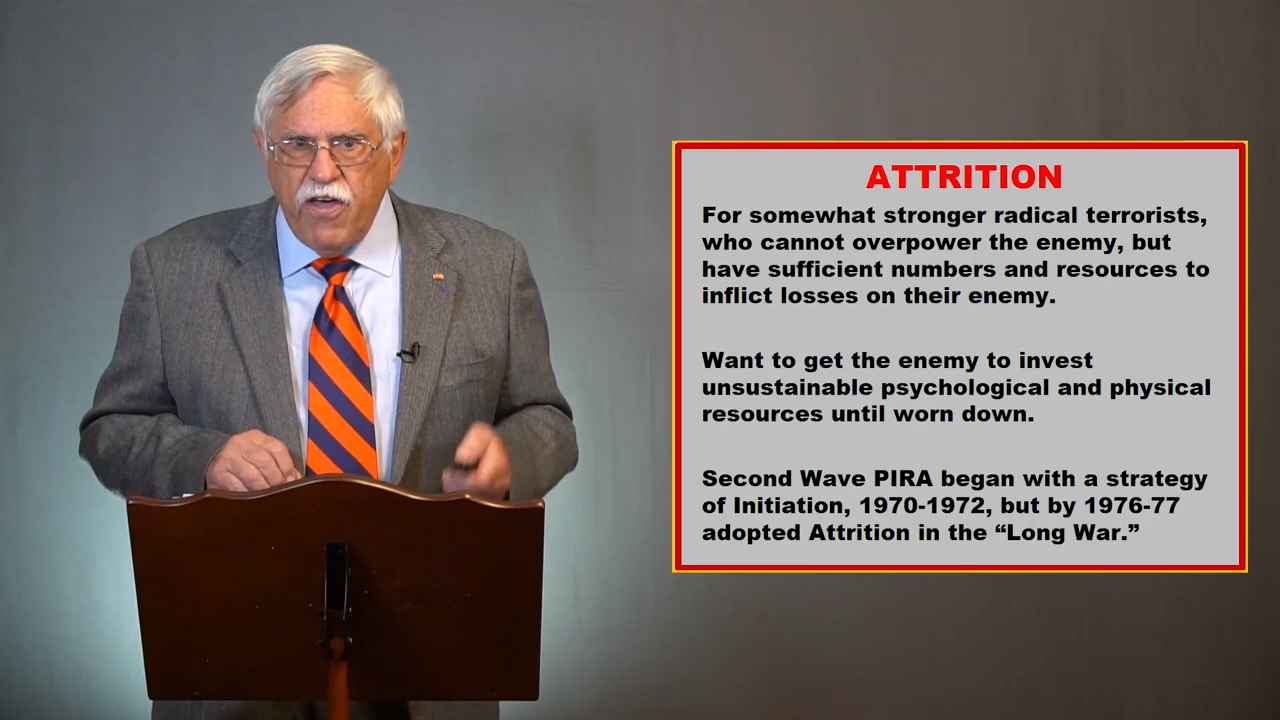 ATTRITION
For somewhat stronger radical terrorists,
who cannot overpower the enemy, but
have sufficient numbers and resources to
inflict losses on their enemy.
Want to get the enemy to invest
unsustainable psychological and physical
resources until worn down.
Second Wave PIRA began with a strategy
of Initiation, 1970-1972, but by 1976-77
adopted Attrition in the “Long War.”